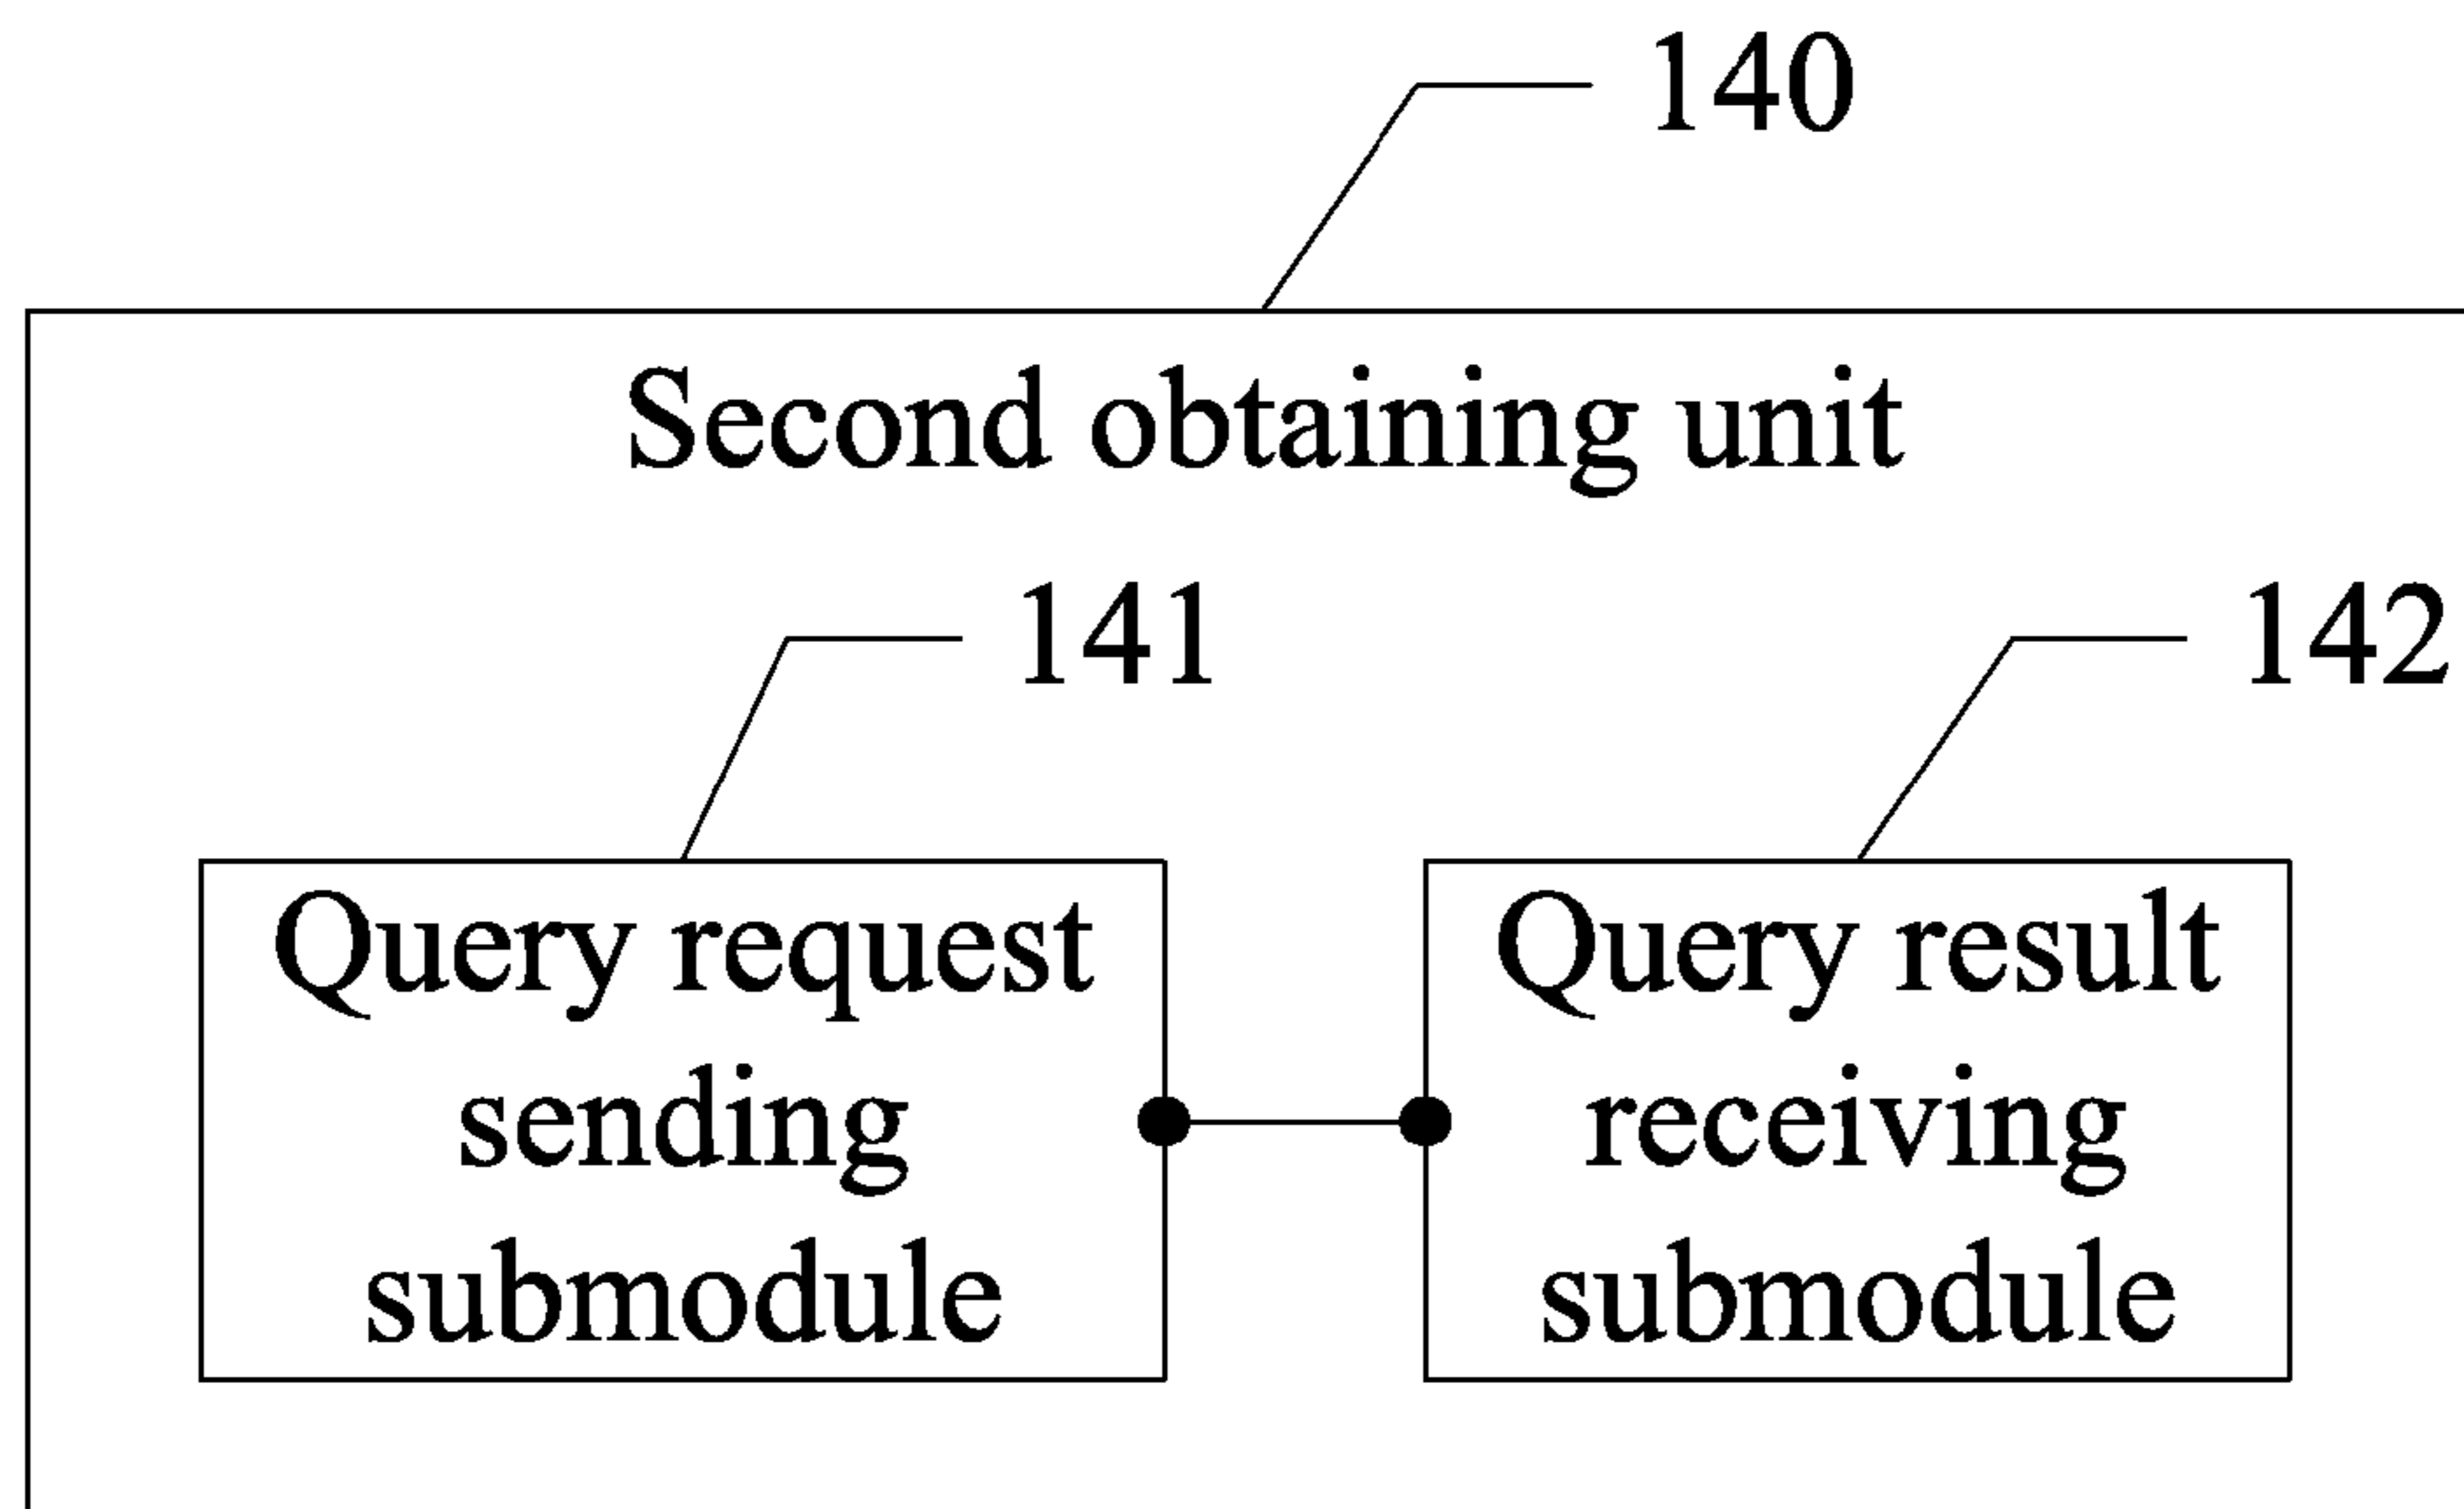 140
Second obtaining unit
141
142
Query request
sending
submodule
Query result
receiving
submodule